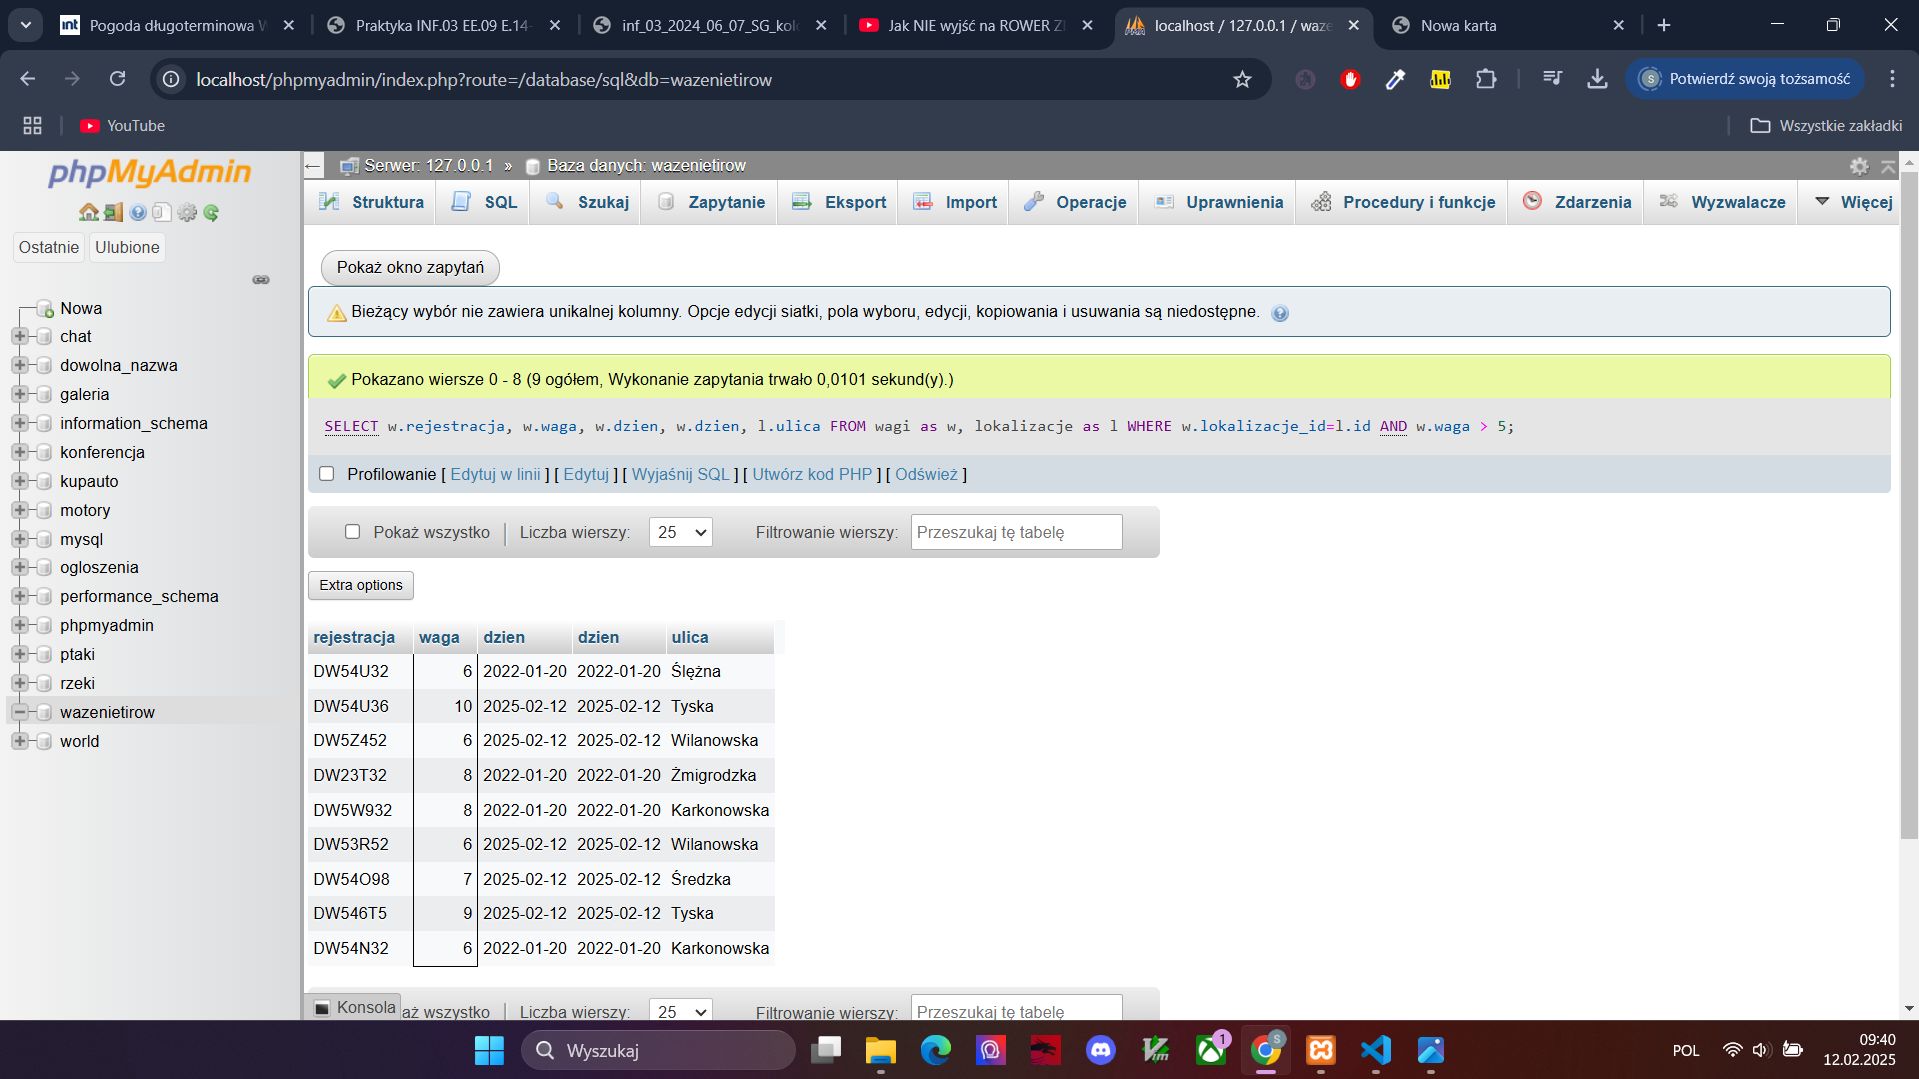 Pogoda długoterminowa W
Praktyka INF.03 EE.09 E.14
inf_03_2024_06_07_SG_kol
Jak NIE wyjść na ROWER ZI
localhost / 127.0.0.1 / waze
Nowa karta
localhost/phpmyadmin/index.php?route=/database/sql&db=wazenietirow
S Potwierdź swoją tożsamość
YouTube
Wszystkie zakładki
phpMyAdmin
Ostatnie Ulubione
Nowa
chat
dowolna_nazwa
galeria
information_schema
konferencja
kupauto
motory
mysql
ogloszenia
performance_schema
phpmyadmin
ptaki
rzeki
wazenietirow
world
Serwer: 127.0.0.1 » Baza danych: wazenietirow
Struktura SQL Szukaj Zapytanie Eksport Import Operacje Uprawnienia Procedury i funkcje Zdarzenia Wyzwalacze Więcej
Pokaż okno zapytań
Bieżący wybór nie zawiera unikalnej kolumny. Opcje edycji siatki, pola wyboru, edycji, kopiowania i usuwania są niedostępne.
Pokazano wiersze 0 - 8 (9 ogółem, Wykonanie zapytania trwało 0,0101 sekund(y).)
SELECT w.rejestracja, w.waga, w.dzien, w.dzien, l.ulica FROM wagi as w, lokalizacje as l WHERE w.lokalizacje_id=l.id AND w.waga > 5;
Profilowanie [ Edytuj w linii ] [ Edytuj ] [ Wyjaśnij SQL ] [ Utwórz kod PHP ] [ Odśwież ]
Pokaż wszystko Liczba wierszy: 25 Filtrowanie wierszy: Przeszukaj tę tabelę
Extra options
rejestracja waga dzien dzien ulica
DW54U32 6 2022-01-20 2022-01-20 Ślężna
DW54U36 10 2025-02-12 2025-02-12 Tyska
DW5Z452 6 2025-02-12 2025-02-12 Wilanowska
DW23T32 8 2022-01-20 2022-01-20 Żmigrodzka
DW5W932 8 2022-01-20 2022-01-20 Karkonowska
DW53R52 6 2025-02-12 2025-02-12 Wilanowska
DW54O98 7 2025-02-12 2025-02-12 Średzka
DW546T5 9 2025-02-12 2025-02-12 Tyska
DW54N32 6 2022-01-20 2022-01-20 Karkonowska
Konsola aż wszystko Liczba wierszy: 25 Filtrowanie wierszy: Przeszukaj tę tabelę
Wyszukaj
1
S
POL
09:40
12.02.2025